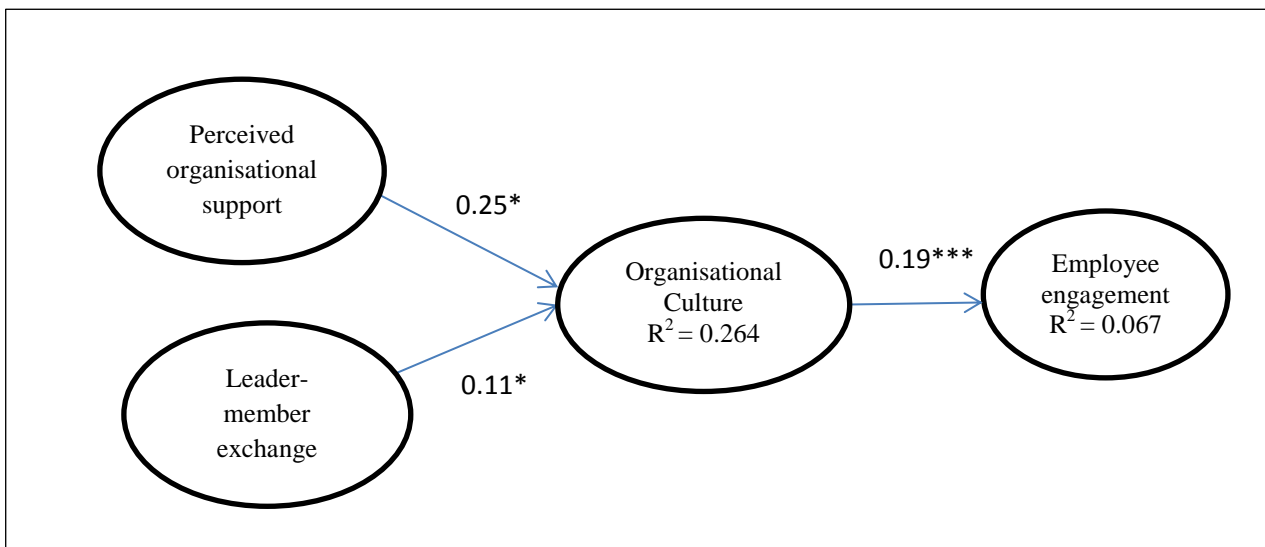 Perceived
organisational
support
0.25*
Leader-
member
exchange
0.11*
Organisational
Culture
R² = 0.264
0.19***
Employee
engagement
R² = 0.067